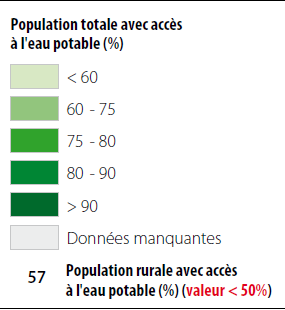 Population totale avec accès
à l'eau potable (%)
< 60
60 - 75
75 - 80
80 - 90
> 90
Données manquantes
57 Population rurale avec accès
à l'eau potable (%) (valeur < 50%)